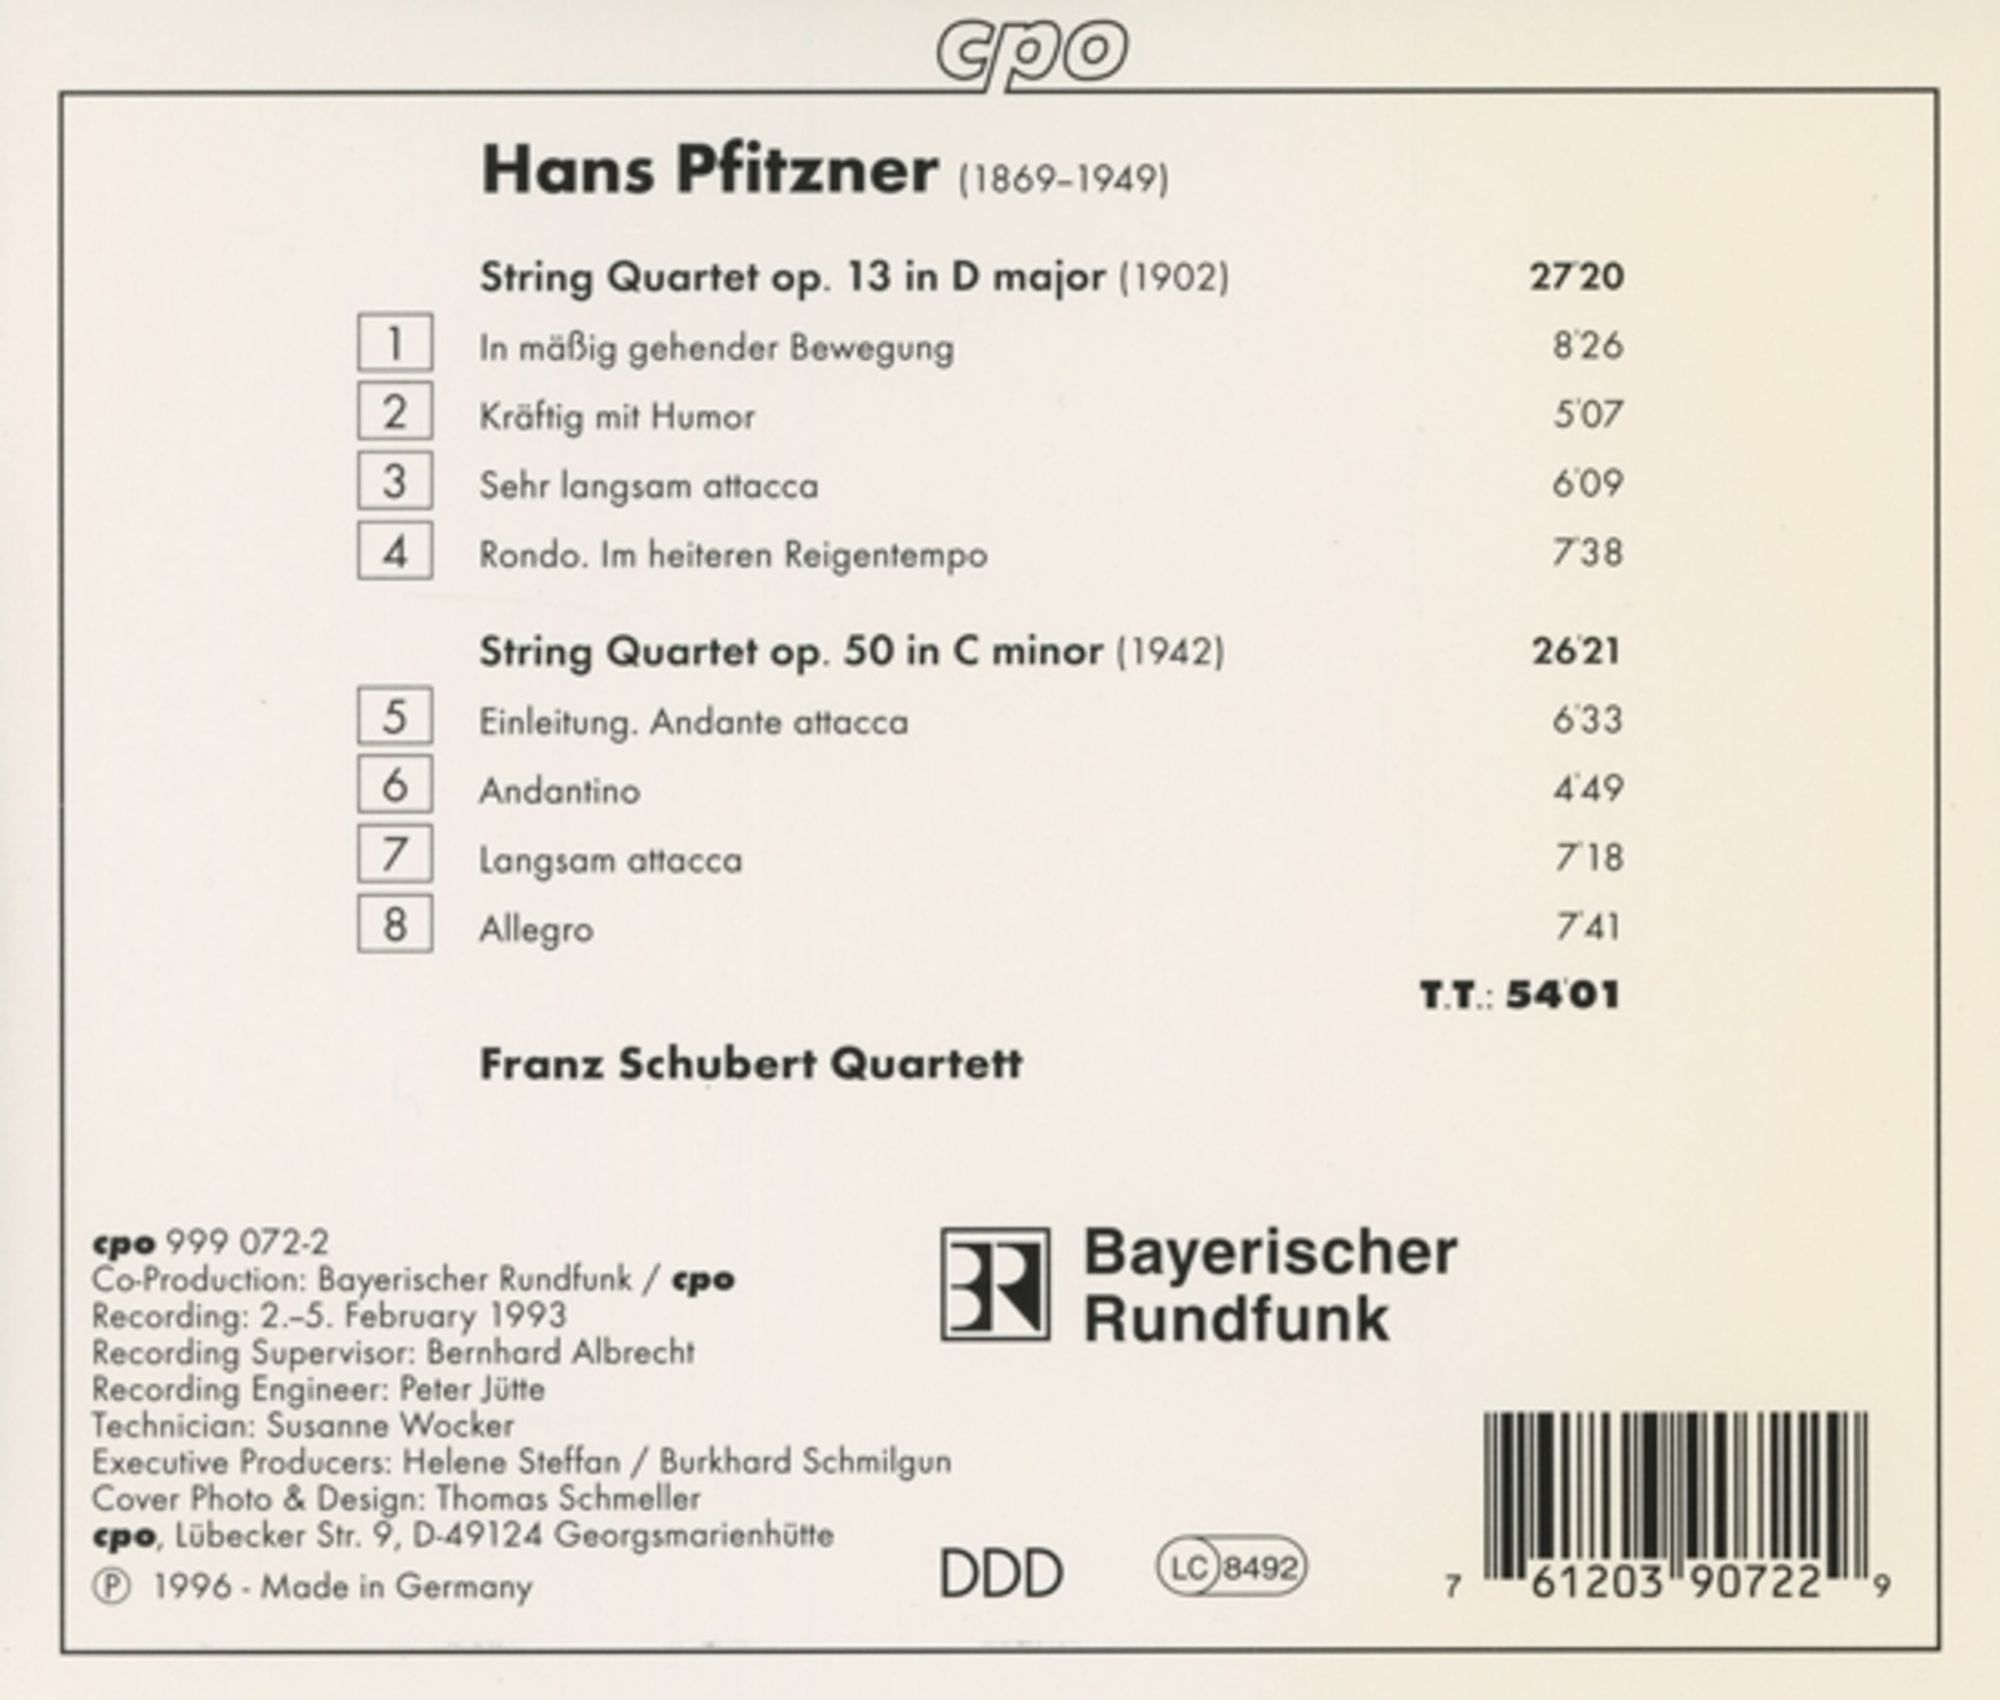 cpo
Hans Pfitzner (1869–1949)
String Quartet op. 13 in D major (1902) 27'20
1 In mäßig gehender Bewegung 8'26
2 Kräftig mit Humor 5'07
3 Sehr langsam attacca 6'09
4 Rondo. Im heiteren Reigentempo 7'38
String Quartet op. 50 in C minor (1942) 26'21
5 Einleitung. Andante attacca 6'33
6 Andantino 4'49
7 Langsam attacca 7'18
8 Allegro 7'41
T.T.: 54'01
Franz Schubert Quartett
cpo 999 072-2
Co-Production: Bayerischer Rundfunk / cpo
Recording: 2.–5. February 1993
Recording Supervisor: Bernhard Albrecht
Recording Engineer: Peter Jütte
Technician: Susanne Wocker
Executive Producers: Helene Steffan / Burkhard Schmilgun
Cover Photo & Design: Thomas Schmeller
cpo, Lübecker Str. 9, D-49124 Georgsmarienhütte
℗ 1996 - Made in Germany
BR Bayerischer
Rundfunk
DDD
LC 8492
7 61203 90722 9